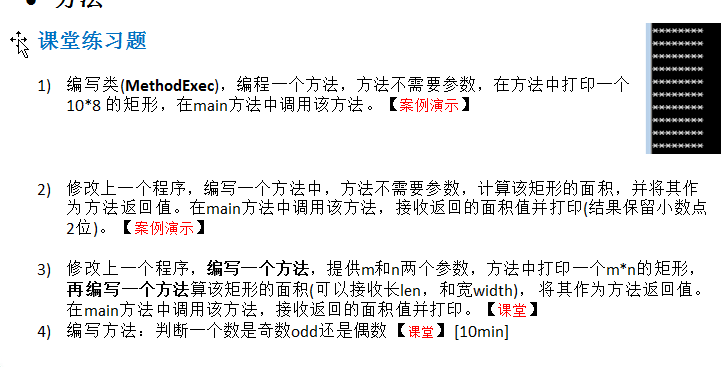 方法
课堂练习题
1) 编写类(MethodExec)，编程一个方法，方法不需要参数，在方法中打印一个
10*8 的矩形，在main方法中调用该方法。【案例演示】
********
********
********
********
********
********
********
********
********
********
2) 修改上一个程序，编写一个方法中，方法不需要参数，计算该矩形的面积，并将其作
为方法返回值。在main方法中调用该方法，接收返回的面积值并打印(结果保留小数点
2位)。【案例演示】
3) 修改上一个程序，编写一个方法，提供m和n两个参数，方法中打印一个m*n的矩形，
再编写一个方法算该矩形的面积(可以接收长len，和宽width)，将其作为方法返回值。
在main方法中调用该方法，接收返回的面积值并打印。【课堂】
4) 编写方法：判断一个数是奇数odd还是偶数【课堂】[10min]